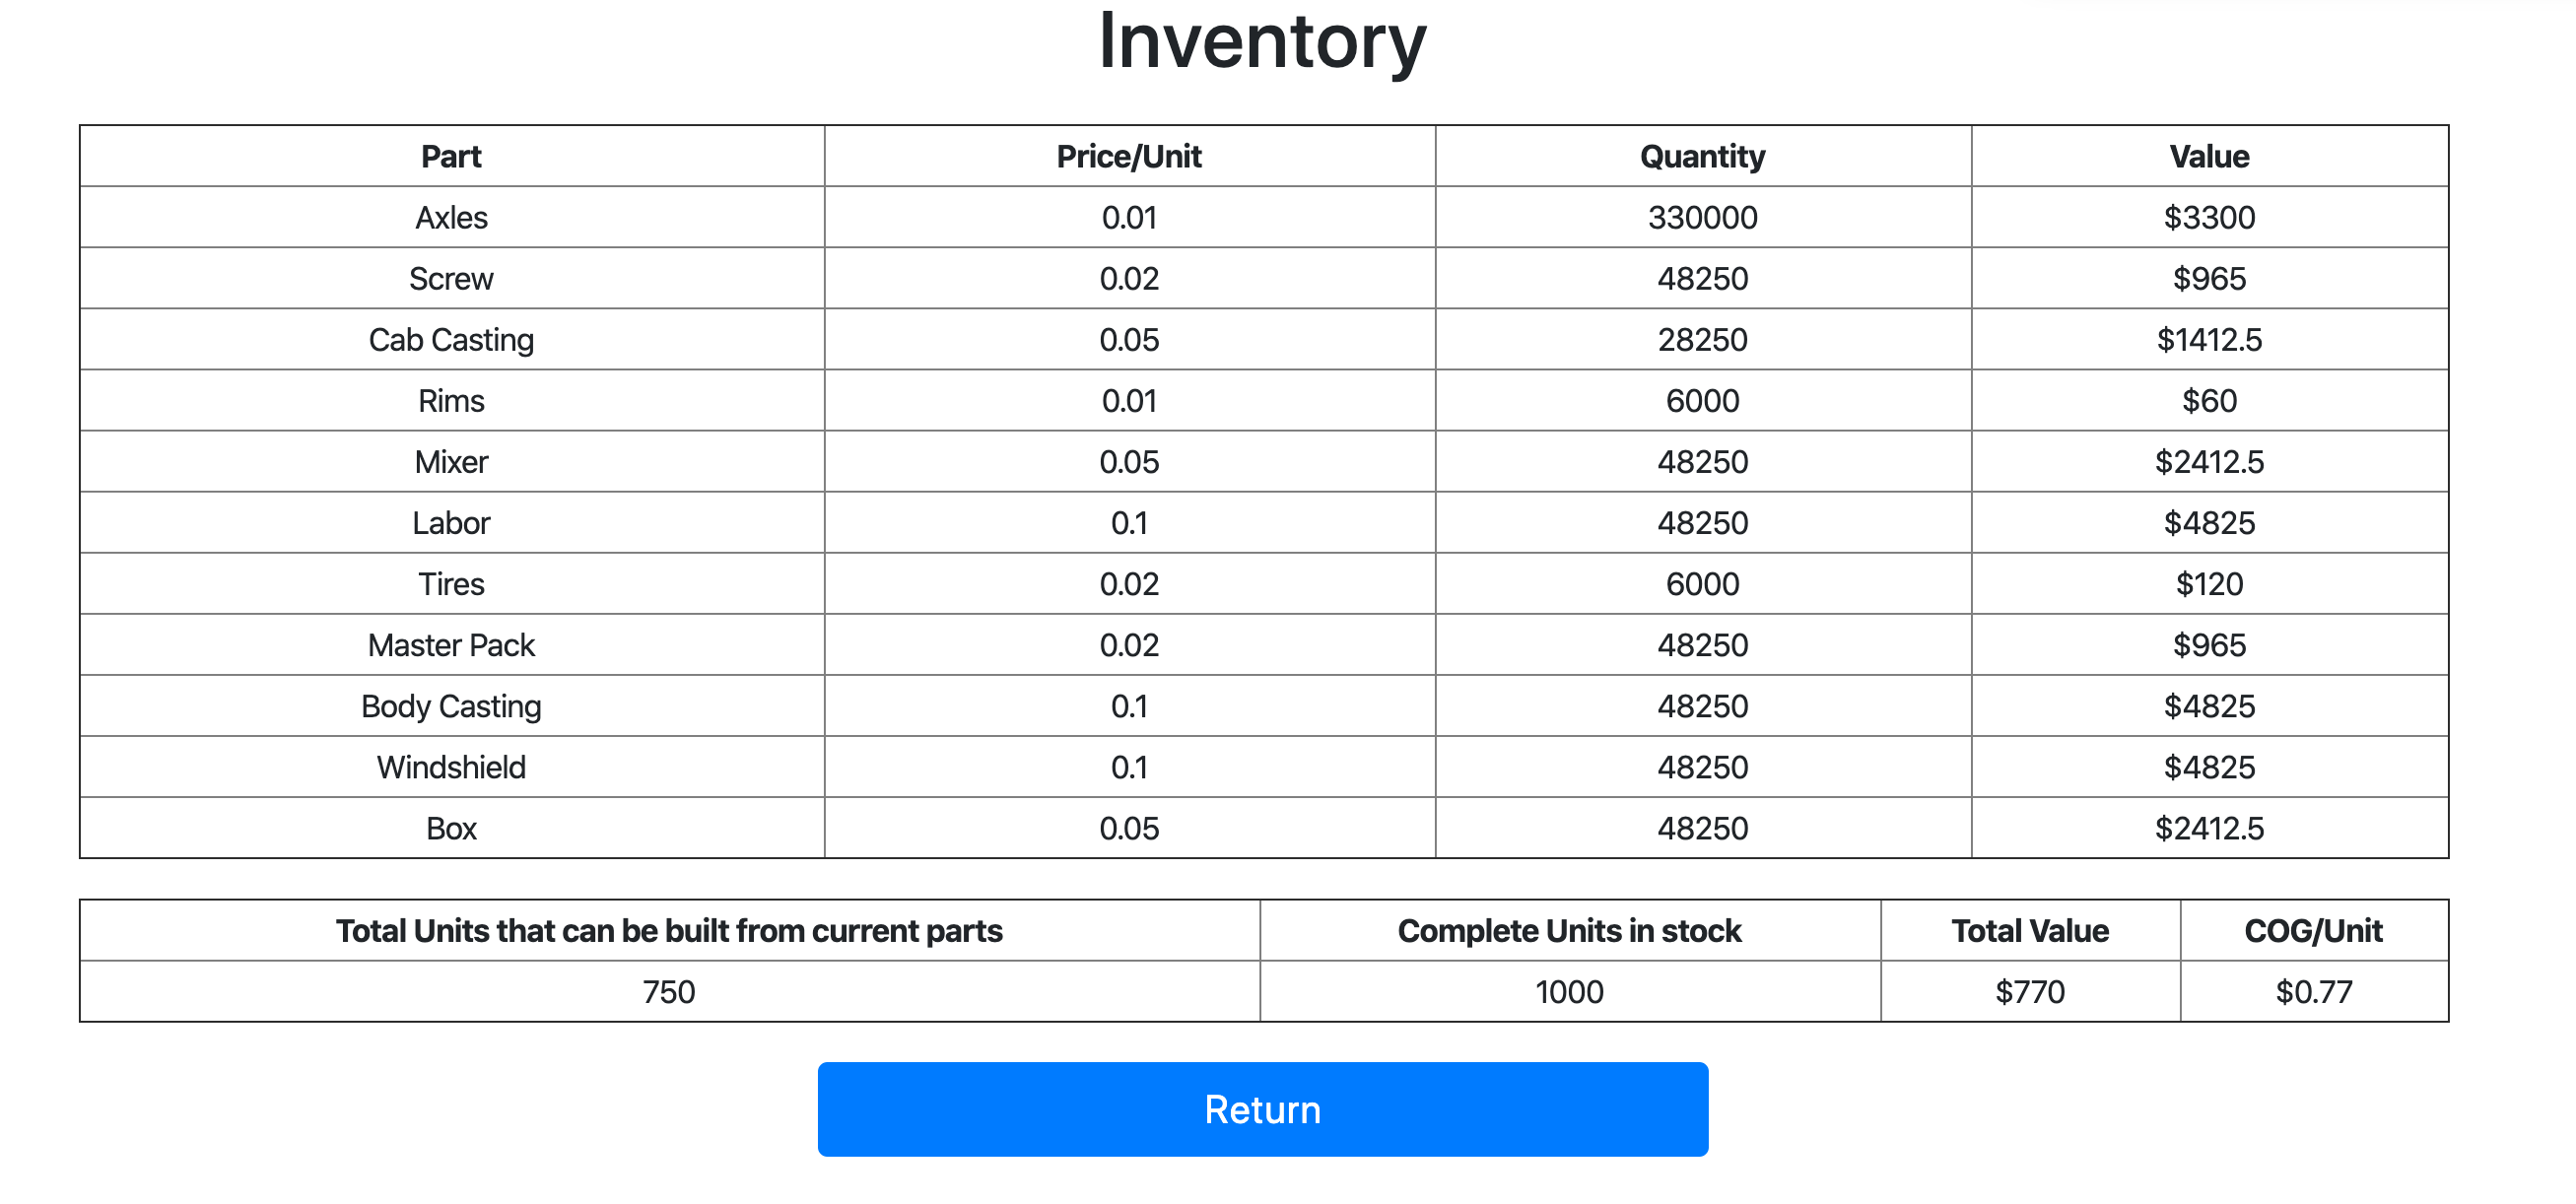 Inventory
Part Price/Unit Quantity Value
Axles 0.01 330000 $3300
Screw 0.02 48250 $965
Cab Casting 0.05 28250 $1412.5
Rims 0.01 6000 $60
Mixer 0.05 48250 $2412.5
Labor 0.1 48250 $4825
Tires 0.02 6000 $120
Master Pack 0.02 48250 $965
Body Casting 0.1 48250 $4825
Windshield 0.1 48250 $4825
Box 0.05 48250 $2412.5
Total Units that can be built from current parts Complete Units in stock Total Value COG/Unit
750 1000 $770 $0.77
Return